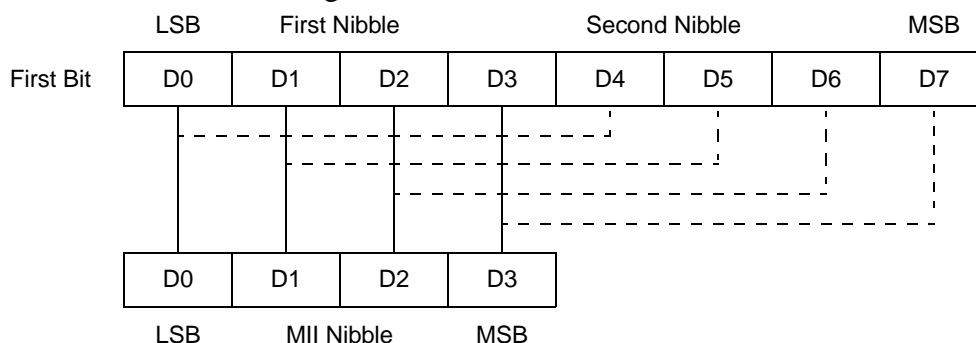 LSB First Nibble Second Nibble MSB
First Bit D0 D1 D2 D3 D4 D5 D6 D7
D0 D1 D2 D3
LSB MII Nibble MSB